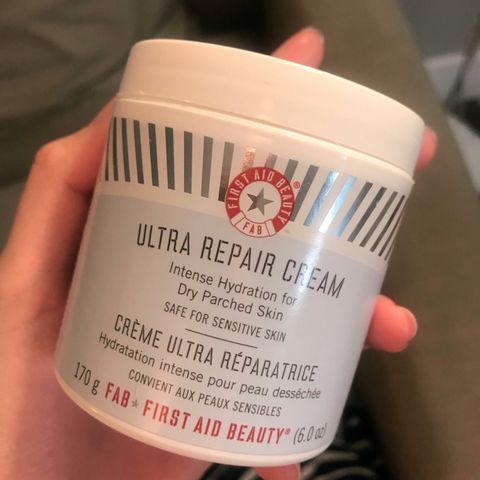 FIRST AID BEAUTY®
FAB
ULTRA REPAIR CREAM
Intense Hydration for
Dry Parched Skin
SAFE FOR SENSITIVE SKIN
CRÈME ULTRA RÉPARATRICE
Hydratation intense pour peau desséchée
CONVIENT AUX PEAUX SENSIBLES
170 g FAB★FIRST AID BEAUTY® (6.0 oz)